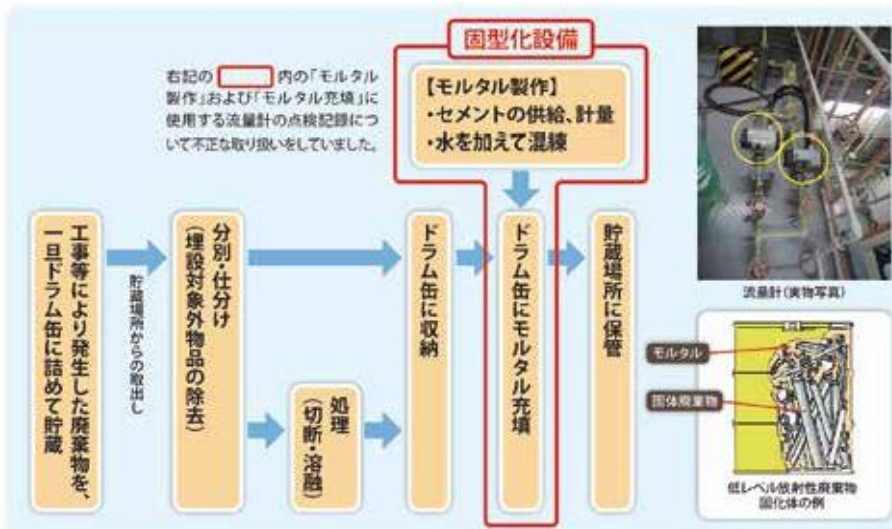 固型化設備
右記の 内の「モルタル
製作」および「モルタル充填」に
使用する流量計の点検記録につ
いて不正な取り扱いをしていました。
【モルタル製作】
・セメントの供給、計量
・水を加えて混練
工事等により発生した廃棄物を、
一旦ドラム缶に詰めて貯蔵
貯蔵場所からの取出し
分別・仕分け
(埋設対象外物品の除去)
処理
(切断・溶融)
ドラム缶に収納
ドラム缶にモルタル充填
貯蔵場所に保管
流量計(実物写真)
モルタル
固体廃棄物
低レベル放射性廃棄物
固化体の例